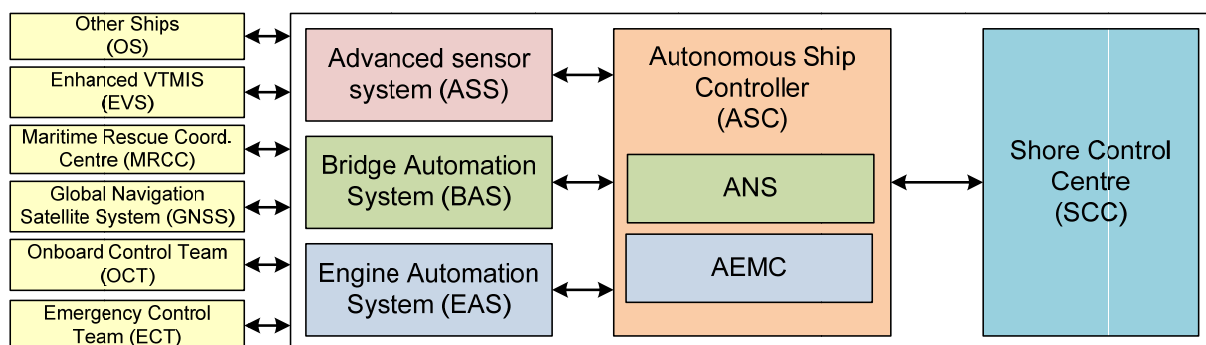 Other Ships
(OS)
Enhanced VTMIS
(EVS)
Maritime Rescue Coord.
Centre (MRCC)
Global Navigation
Satellite System (GNSS)
Onboard Control Team
(OCT)
Emergency Control
Team (ECT)
Advanced sensor
system (ASS)
Bridge Automation
System (BAS)
Engine Automation
System (EAS)
Autonomous Ship
Controller
(ASC)
ANS
AEMC
Shore Control
Centre
(SCC)